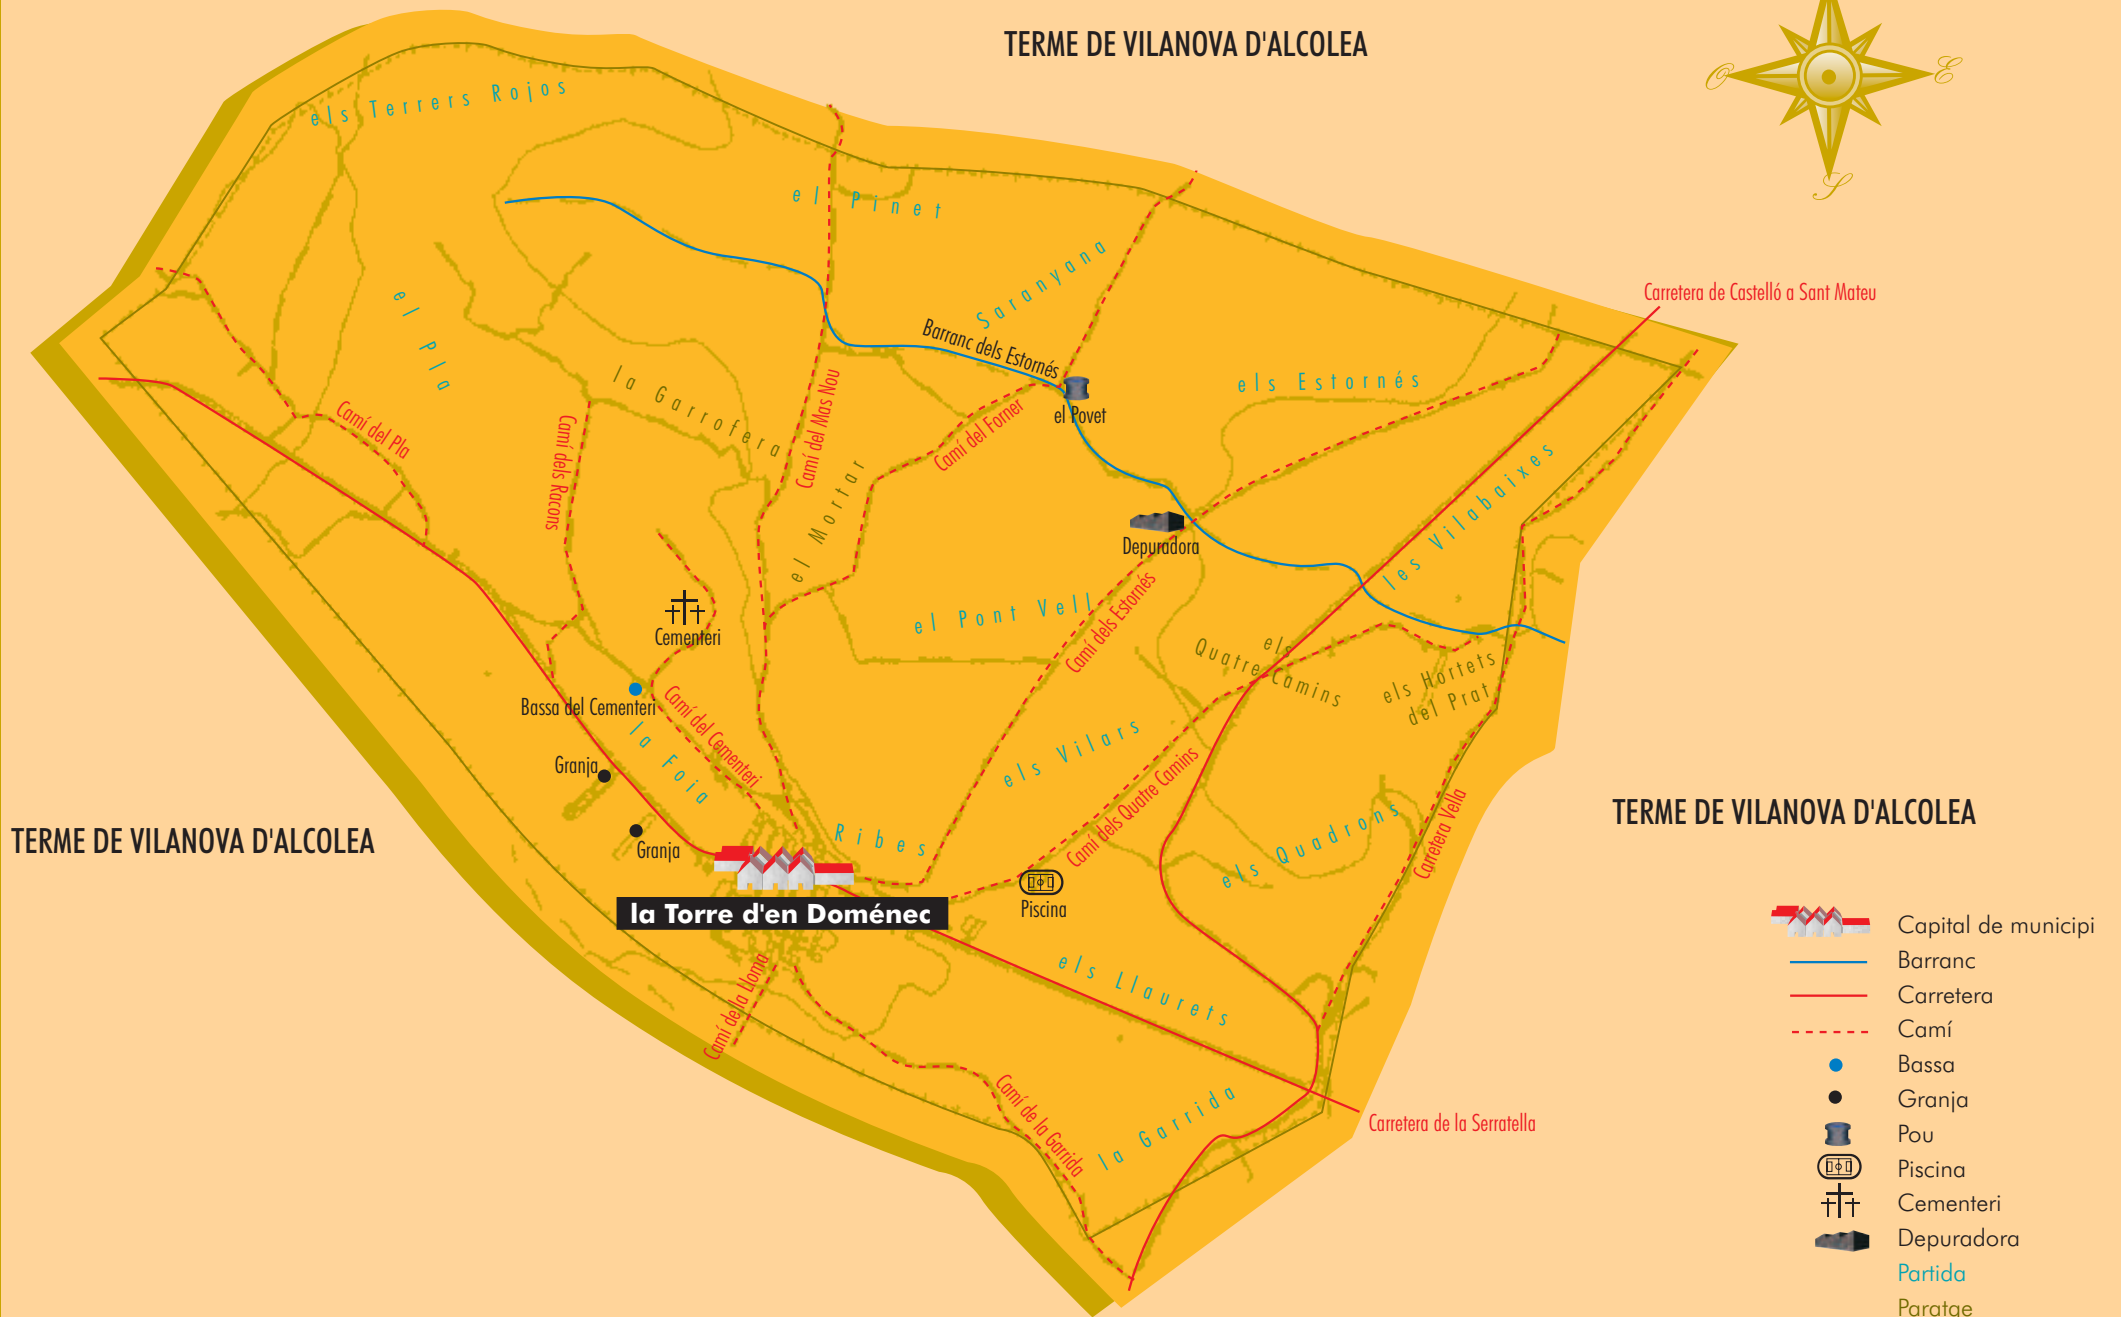 TERME DE VILANOVA D'ALCOLEA
O
E
S
els Terrers Rojos
el Pinet
Saranyana
Carretera de Castelló a Sant Mateu
el Pla
Barranc dels Estornés
la Garrofera
el Povet
els Estornés
Camí del Pla
Camí dels Racons
Camí del Mas Nou
Camí del Forner
el Mortar
les Vilabaixes
Depuradora
Cementeri
el Pont Vell
Camí dels Estornés
els
Quatre Camins
els Hortets
del Prat
Bassa del Cementeri
Camí del Cementeri
la Foia
els Vilars
Granja
Camí dels Quatre Camins
Granja
Ribes
els Quadrons
Carretera Vella
TERME DE VILANOVA D'ALCOLEA
TERME DE VILANOVA D'ALCOLEA
Piscina
la Torre d'en Doménec
els Llaurets
Camí de la Lloma
Camí de la Garrida
la Garrida
Carretera de la Serratella
Capital de municipi
Barranc
Carretera
Camí
Bassa
Granja
Pou
Piscina
Cementeri
Depuradora
Partida
Paratge